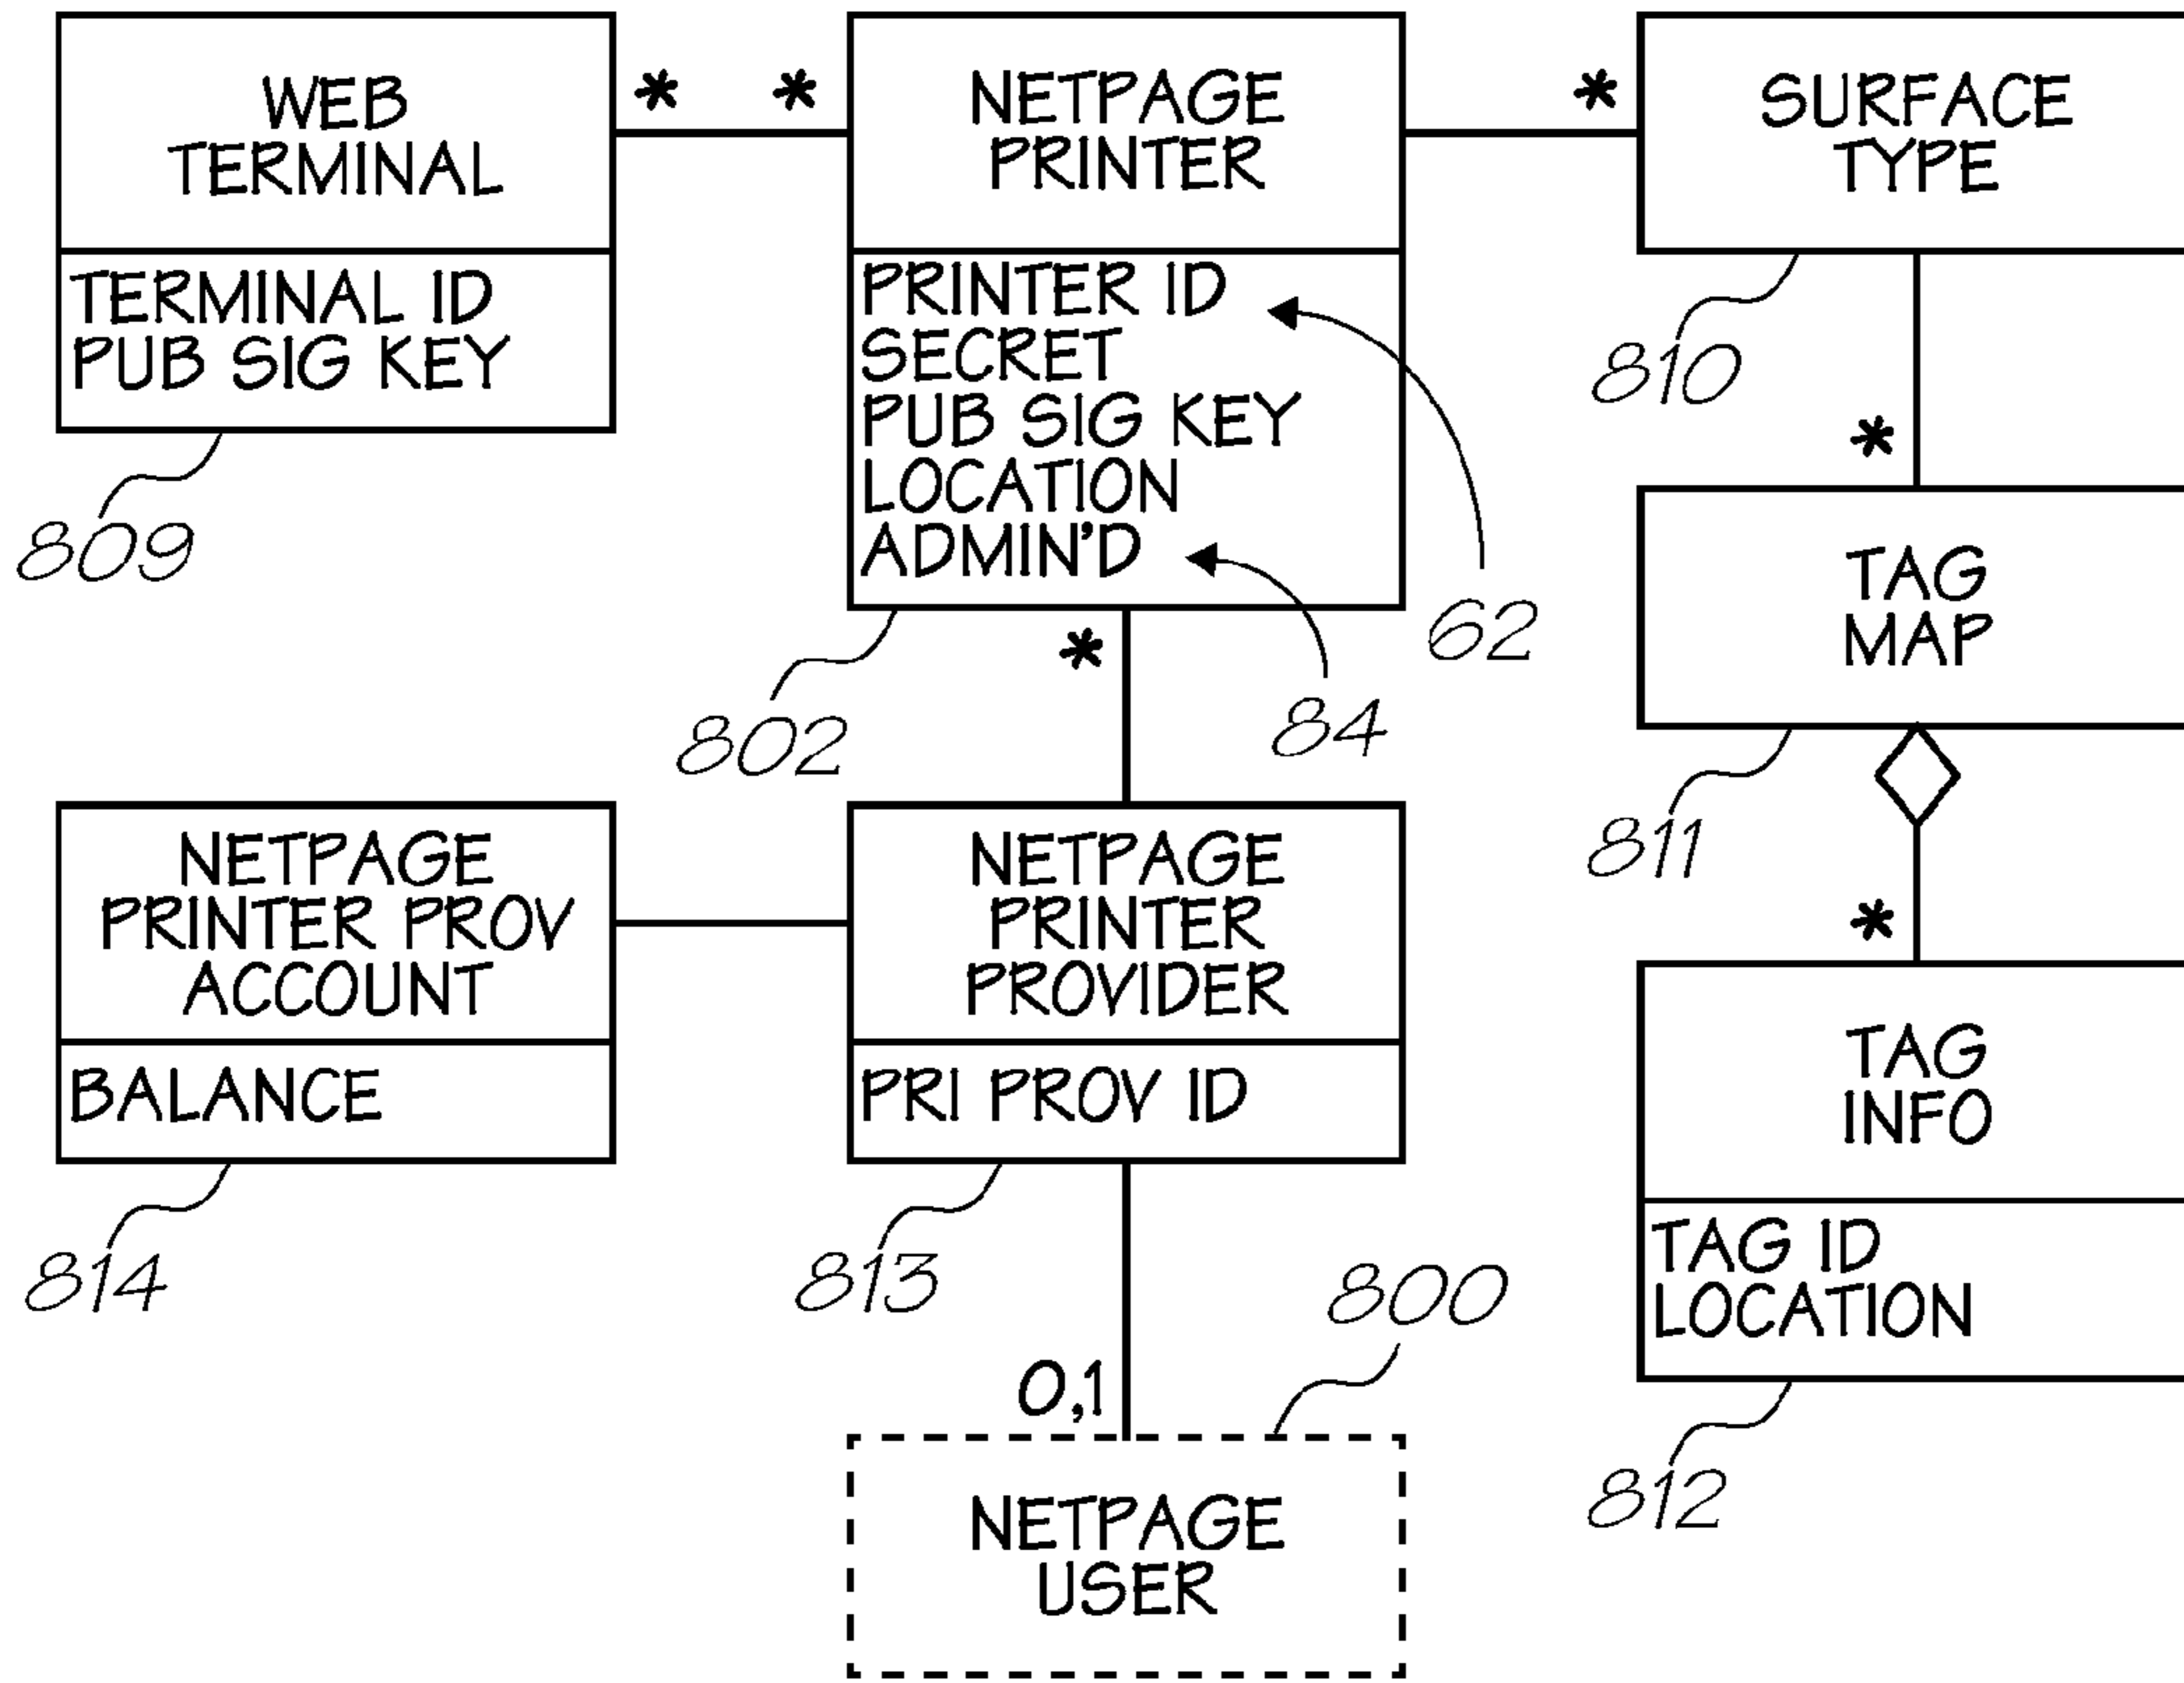 WEB
TERMINAL
* *
NETPAGE
PRINTER
*
SURFACE
TYPE
TERMINAL ID
PUB SIG KEY
809
PRINTER ID
SECRET
PUB SIG KEY
LOCATION
ADMIN'D
62
84
802
*
810
*
TAG
MAP
811
*
NETPAGE
PRINTER PROV
ACCOUNT
BALANCE
814
NETPAGE
PRINTER
PROVIDER
PRI PROV ID
813
TAG
INFO
TAG ID
LOCATION
812
800
0,1
NETPAGE
USER